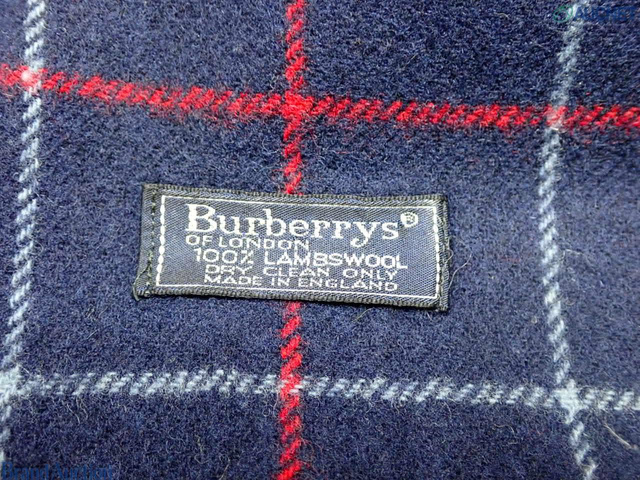 Burberrys®
OF LONDON
100% LAMBSWOOL
DRY CLEAN ONLY
MADE IN ENGLAND